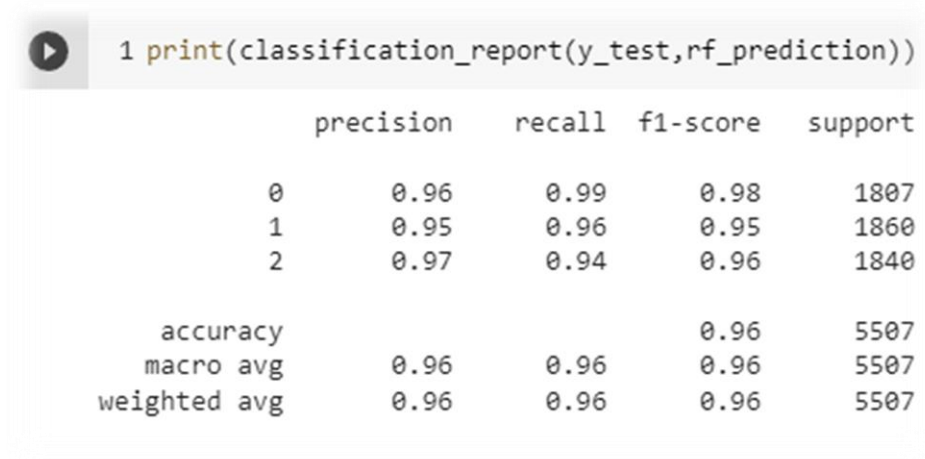 1 print(classification_report(y_test,rf_prediction))
precision recall f1-score support
0 0.96 0.99 0.98 1807
1 0.95 0.96 0.95 1860
2 0.97 0.94 0.96 1840
accuracy 0.96 5507
macro avg 0.96 0.96 0.96 5507
weighted avg 0.96 0.96 0.96 5507